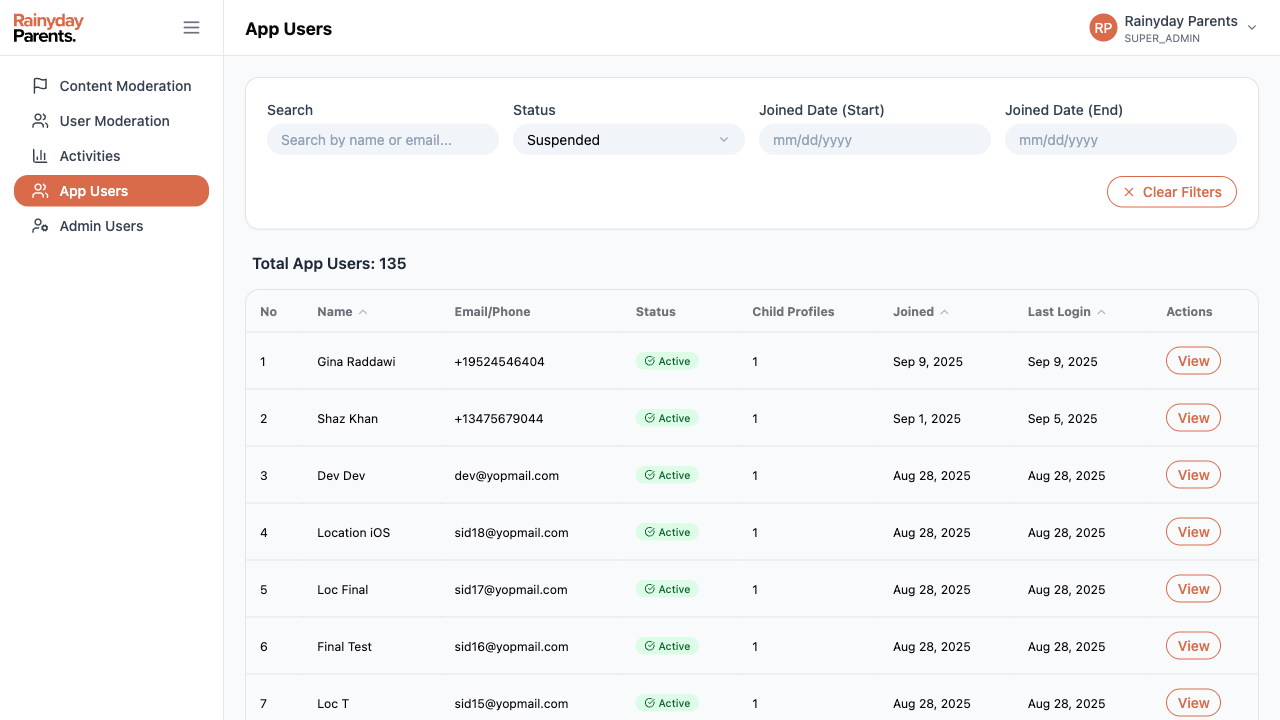 Rainyday
Parents.
App Users
RP
Rainyday Parents
SUPER_ADMIN
Content Moderation
User Moderation
Activities
App Users
Admin Users
Search
Status
Joined Date (Start)
Joined Date (End)
Search by name or email...
Suspended
mm/dd/yyyy
mm/dd/yyyy
Clear Filters
Total App Users: 135
No Name Email/Phone Status Child Profiles Joined Last Login Actions
1 Gina Raddawi +19524546404 Active 1 Sep 9, 2025 Sep 9, 2025 View
2 Shaz Khan +13475679044 Active 1 Sep 1, 2025 Sep 5, 2025 View
3 Dev Dev dev@yopmail.com Active 1 Aug 28, 2025 Aug 28, 2025 View
4 Location iOS sid18@yopmail.com Active 1 Aug 28, 2025 Aug 28, 2025 View
5 Loc Final sid17@yopmail.com Active 1 Aug 28, 2025 Aug 28, 2025 View
6 Final Test sid16@yopmail.com Active 1 Aug 28, 2025 Aug 28, 2025 View
7 Loc T sid15@yopmail.com Active 1 Aug 28, 2025 Aug 28, 2025 View